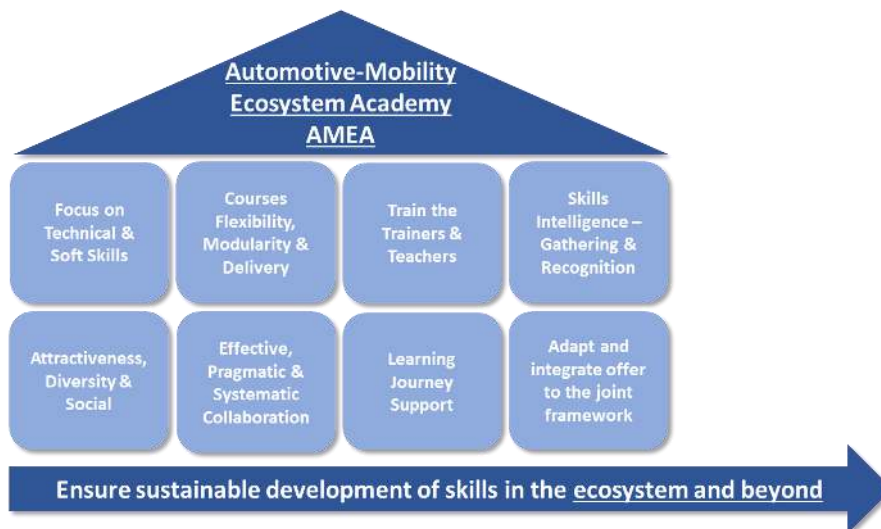 Automotive-Mobility
Ecosystem Academy
AMEA
Focus on
Technical &
Soft Skills
Courses
Flexibility,
Modularity &
Delivery
Train the
Trainers &
Teachers
Skills
Intelligence –
Gathering &
Recognition
Attractiveness,
Diversity &
Social
Effective,
Pragmatic &
Systematic
Collaboration
Learning
Journey
Support
Adapt and
integrate offer
to the joint
framework
Ensure sustainable development of skills in the ecosystem and beyond